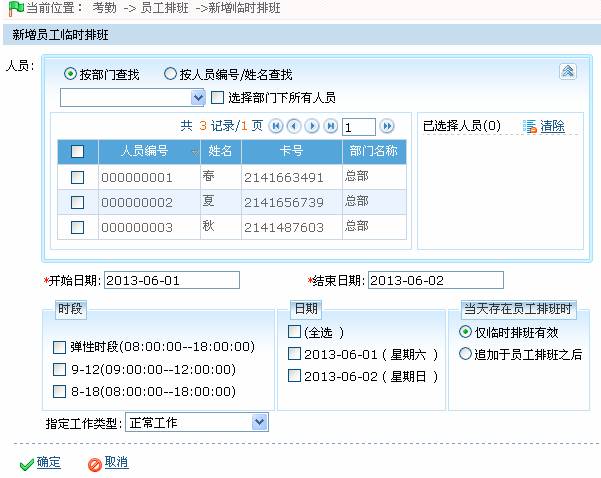 当前位置： 考勤 -> 员工排班 ->新增临时排班
新增员工临时排班
人员:
按部门查找 按人员编号/姓名查找
选择部门下所有人员
共 3 记录/1 页 1
人员编号 姓名 卡号 部门名称
000000001 春 2141663491 总部
000000002 夏 2141656739 总部
000000003 秋 2141487603 总部
已选择人员(0) 清除
*开始日期: 2013-06-01 *结束日期: 2013-06-02
时段
弹性时段(08:00:00--18:00:00)
9-12(09:00:00--12:00:00)
8-18(08:00:00--18:00:00)
日期
(全选 )
2013-06-01 ( 星期六 )
2013-06-02 ( 星期日 )
当天存在员工排班时
仅临时排班有效
追加于员工排班之后
指定工作类型: 正常工作
确定 取消